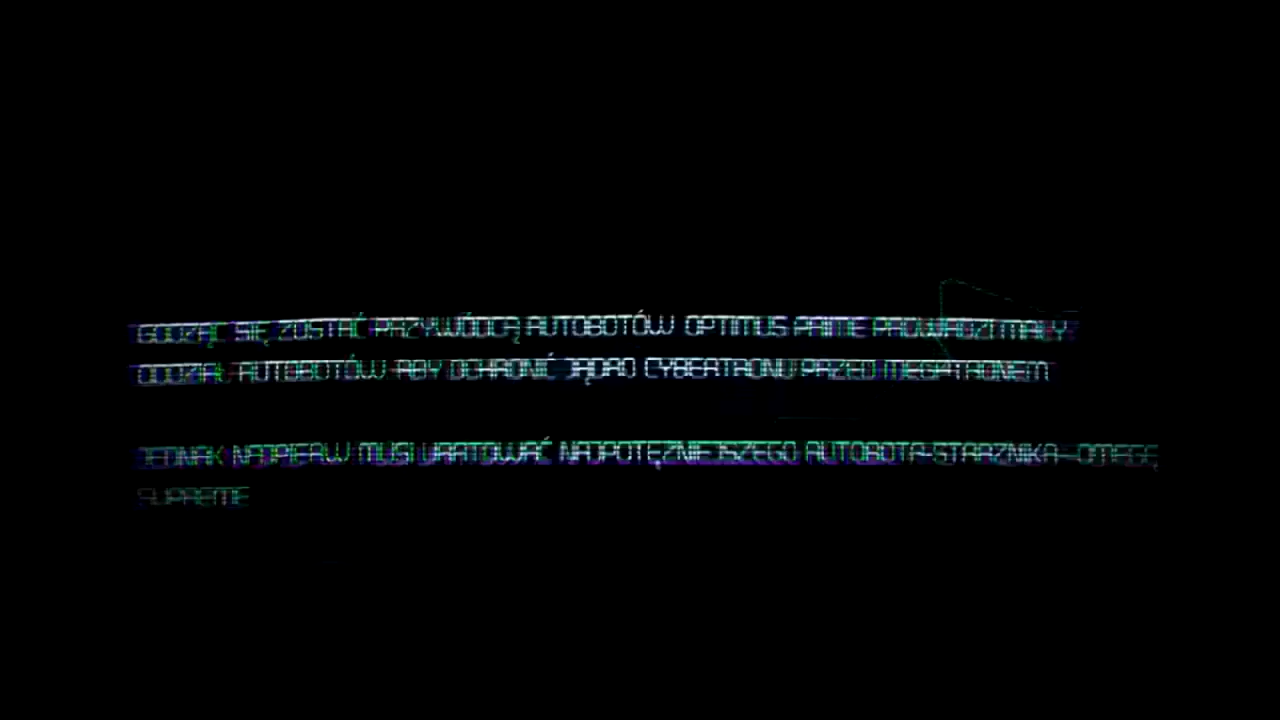 GODZĄC SIĘ ZOSTAĆ PRZYWÓDCĄ AUTOBOTÓW OPTIMUS PRIME PROWADZI MAŁY
ODDZIAŁ AUTOBOTÓW ABY OCHRONIĆ JĄDRO CYBERTRONU PRZED MEGATRONEM
JEDNAK NAJPIERW MUSI URATOWAĆ NAJPOTĘŻNIEJSZEGO AUTOBOTA-STARZNIKA-OMEGĘ
SUPREME